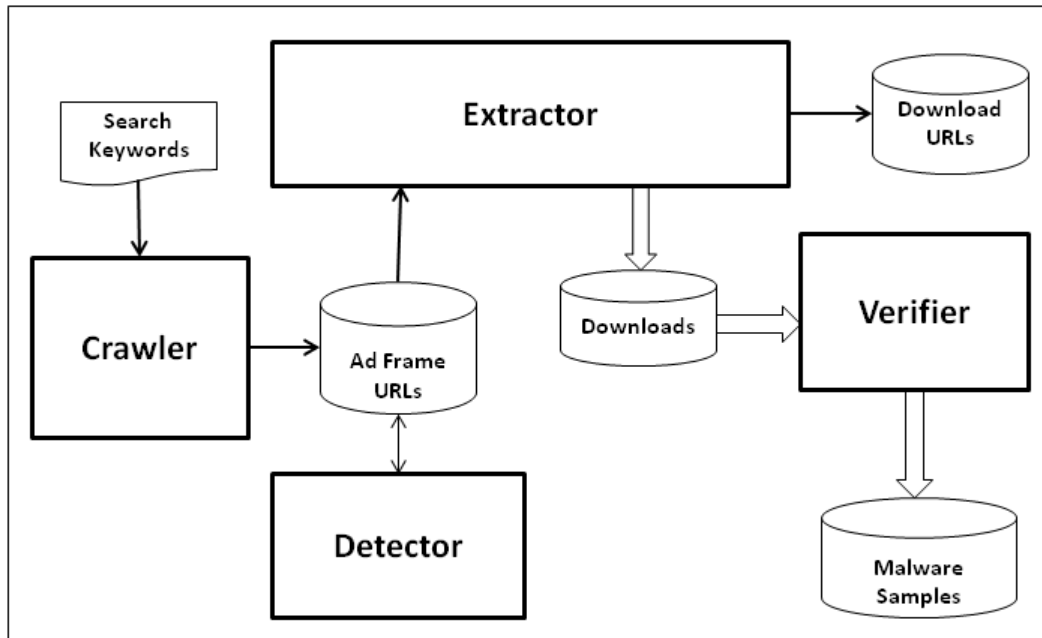 Extractor
Download
URLs
Search
Keywords
Crawler
Ad Frame
URLs
Downloads
Verifier
Detector
Malware
Samples